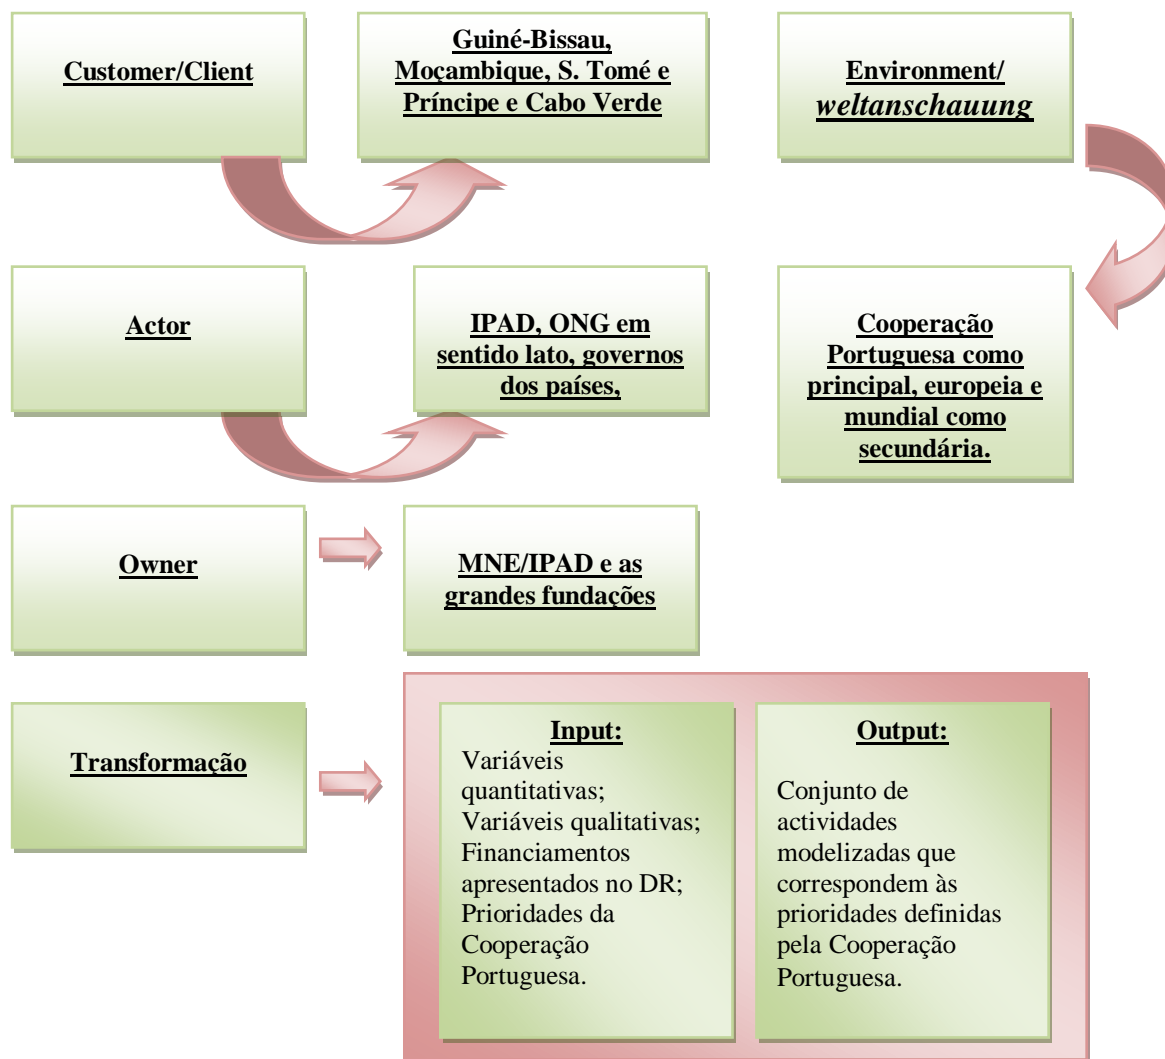 Customer/Client
Guiné-Bissau,
Moçambique, S. Tomé e
Príncipe e Cabo Verde
Environment/
weltanschauung
Actor
IPAD, ONG em
sentido lato, governos
dos países,
Cooperação
Portuguesa como
principal, europeia e
mundial como
secundária.
Owner
MNE/IPAD e as
grandes fundações
Transformação
Input:
Variáveis
quantitativas;
Variáveis qualitativas;
Financiamentos
apresentados no DR;
Prioridades da
Cooperação
Portuguesa.
Output:
Conjunto de
actividades
modelizadas que
correspondem às
prioridades definidas
pela Cooperação
Portuguesa.